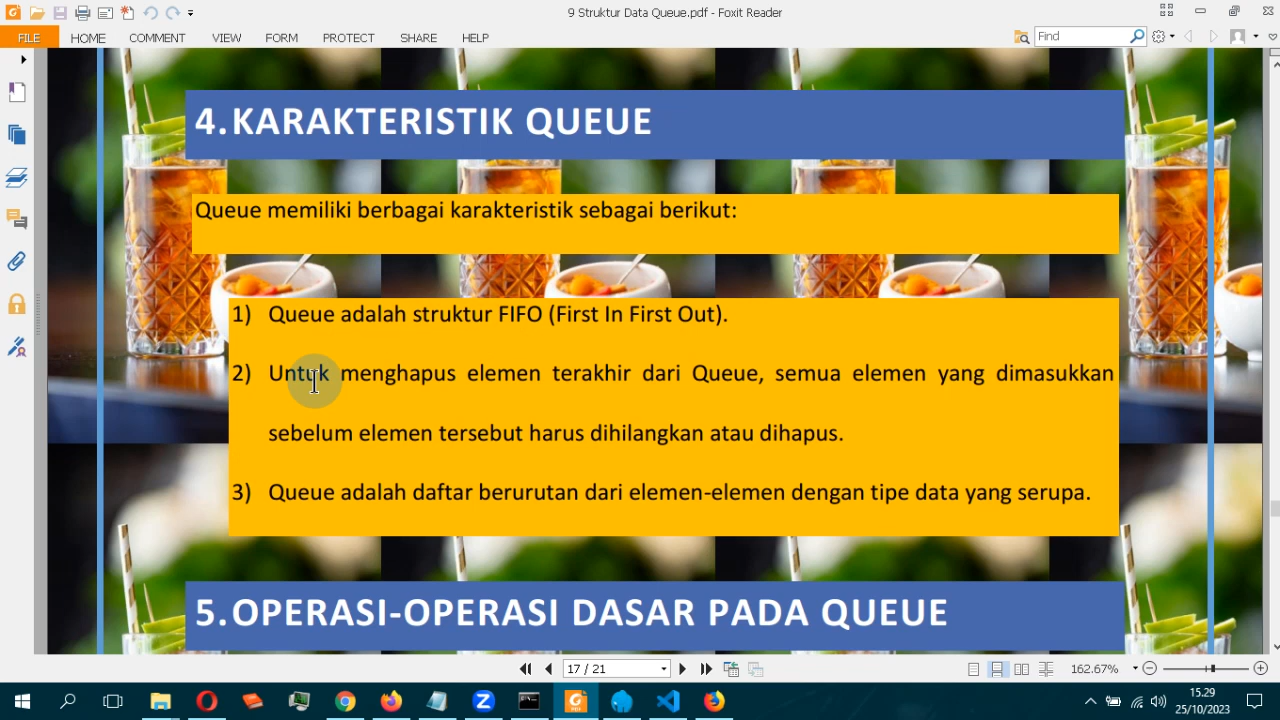 9 Struktur Data Queue.pdf - Foxit Reader
FILE HOME COMMENT VIEW FORM PROTECT SHARE HELP
Find
4. KARAKTERISTIK QUEUE
Queue memiliki berbagai karakteristik sebagai berikut:
1) Queue adalah struktur FIFO (First In First Out).
2) Untuk menghapus elemen terakhir dari Queue, semua elemen yang dimasukkan
sebelum elemen tersebut harus dihilangkan atau dihapus.
3) Queue adalah daftar berurutan dari elemen-elemen dengan tipe data yang serupa.
5. OPERASI-OPERASI DASAR PADA QUEUE
17 / 21
162.67%
15.29
25/10/2023